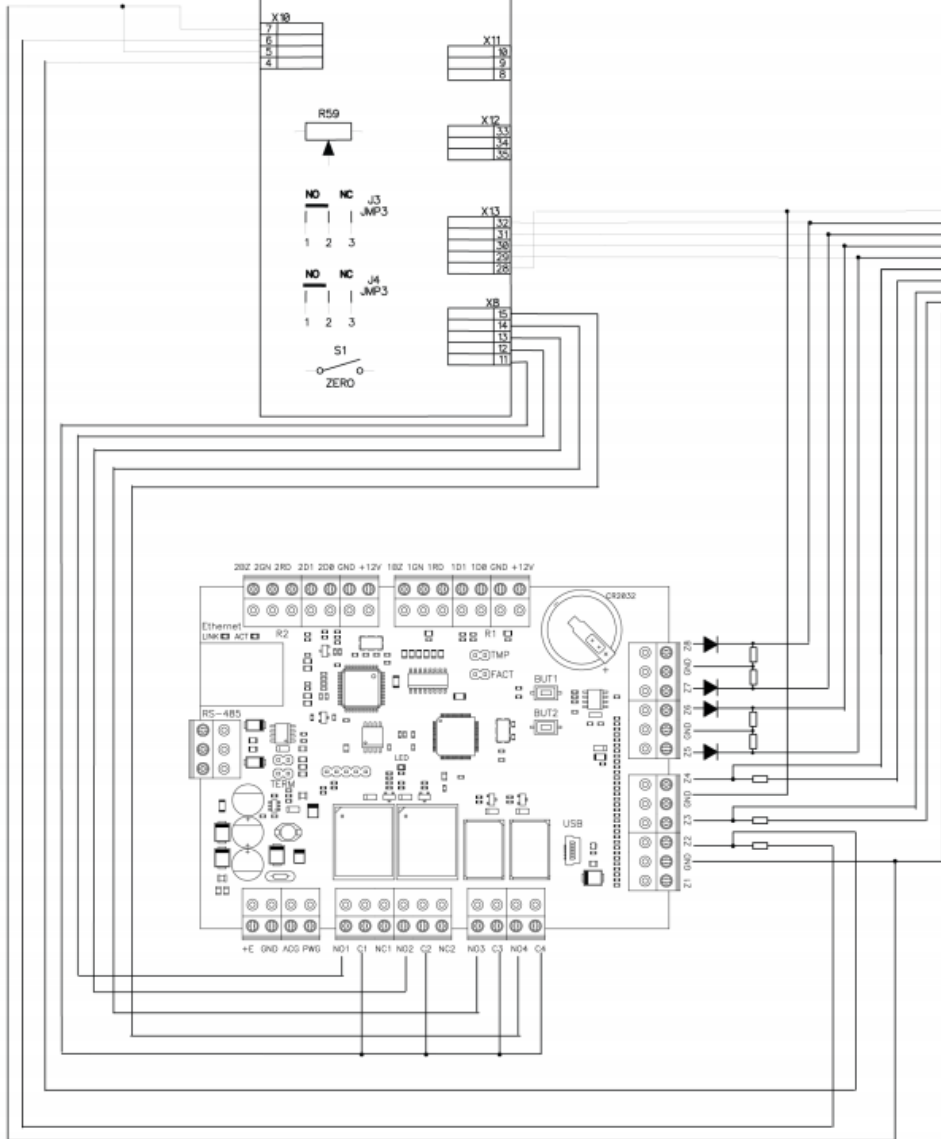 X10
7
6
5
4
X11
10
9
8
R59
X12
33
34
35
NO NC J3
JMP3
1 2 3
X13
32
31
30
29
28
NO NC J4
JMP3
1 2 3
X8
15
14
13
12
11
S1
ZERO
2BZ 2GN 2RD 2D1 2D0 GND +12V 1BZ 1GN 1RD 1D1 1D0 GND +12V
CR2032
Ethernet
LINK ACT
R2 R1
TMP
FACT
BUT1
BUT2
RS-485
LED
TERM
USB
Z8
GND
Z7
Z6
GND
Z5
Z4
GND
Z3
Z2
GND
Z1
+E GND ACG PWG NO1 C1 NC1 NO2 C2 NC2 NO3 C3 NO4 C4